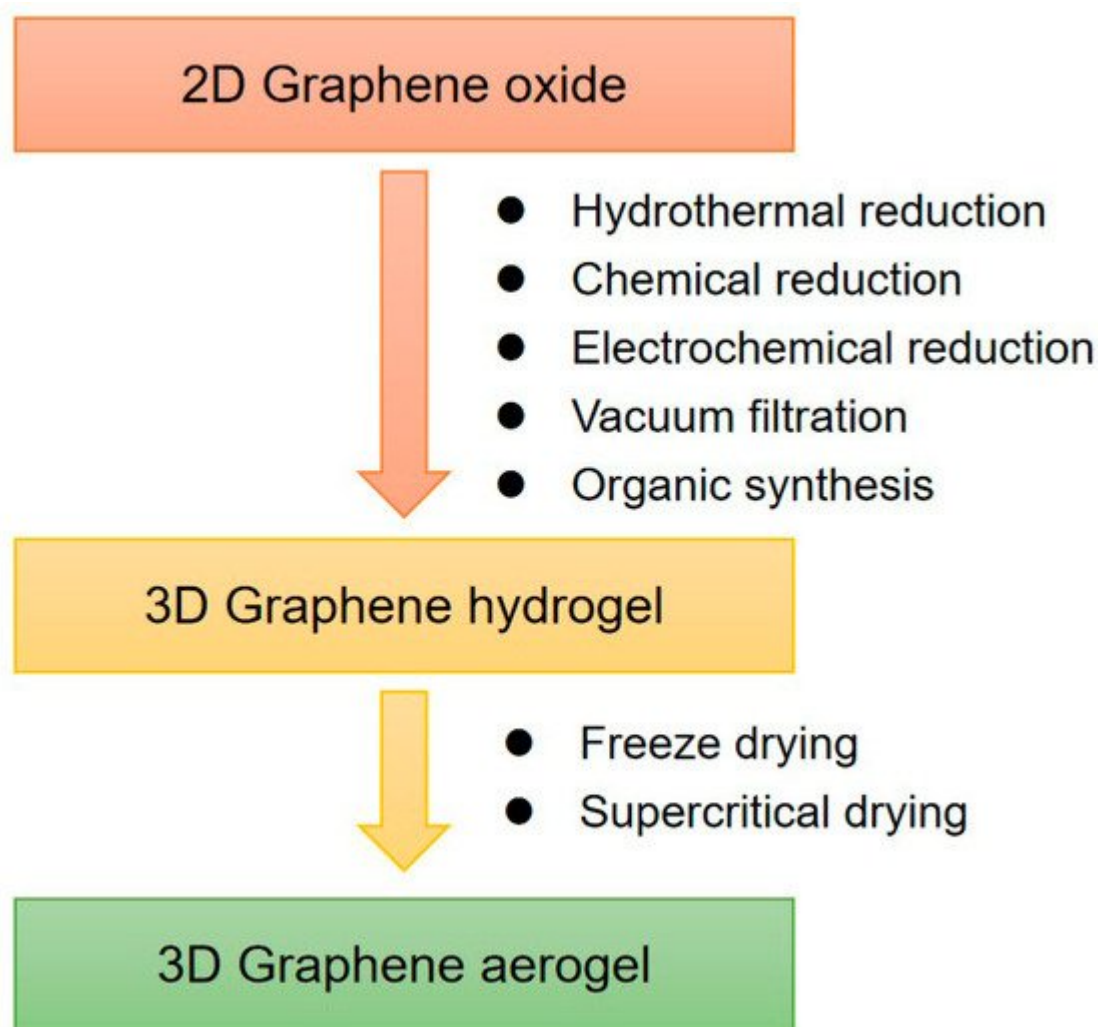 2D Graphene oxide
● Hydrothermal reduction
● Chemical reduction
● Electrochemical reduction
● Vacuum filtration
● Organic synthesis
3D Graphene hydrogel
● Freeze drying
● Supercritical drying
3D Graphene aerogel